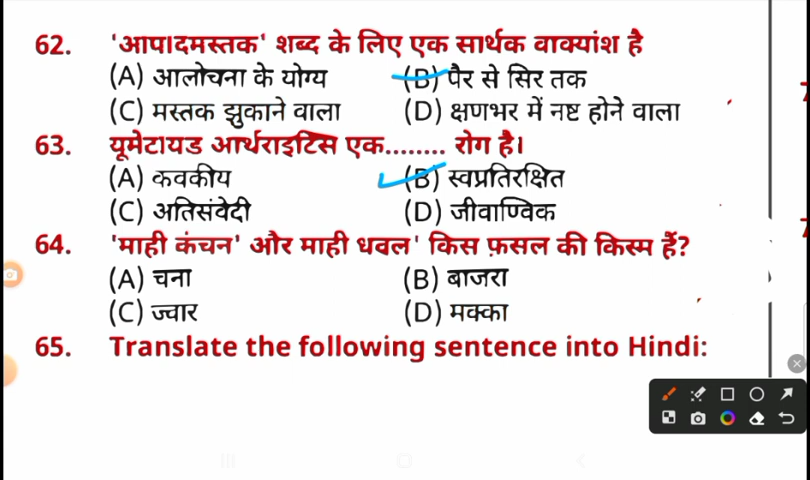 62. 'आपादमस्तक' शब्द के लिए एक सार्थक वाक्यांश है
(A) आलोचना के योग्य (B) पैर से सिर तक
(C) मस्तक झुकाने वाला (D) क्षणभर में नष्ट होने वाला
63. यूमेटायड आर्थराइटिस एक........ रोग है।
(A) कवकीय (B) स्वप्रतिरक्षित
(C) अतिसंवेदी (D) जीवाण्विक
64. 'माही कंचन' और माही धवल' किस फ़सल की किस्म हैं?
(A) चना (B) बाजरा
(C) ज्वार (D) मक्का
65. Translate the following sentence into Hindi: